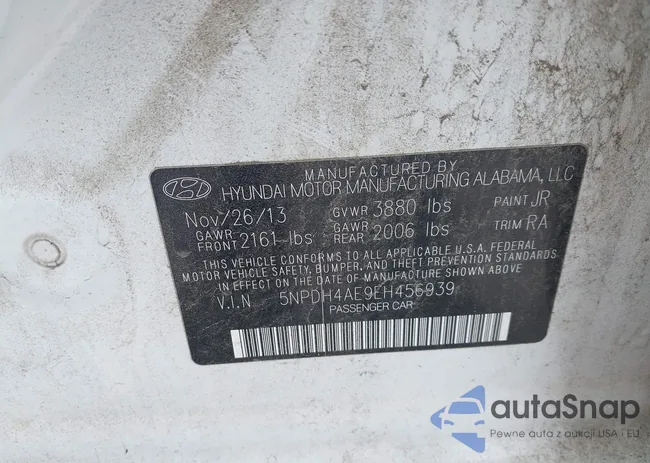 MANUFACTURED BY
HYUNDAI MOTOR MANUFACTURING ALABAMA, LLC
Nov/26/13 GVWR 3880 lbs PAINT JR
GAWR FRONT 2161 lbs GAWR REAR 2006 lbs TRIM RA
THIS VEHICLE CONFORMS TO ALL APPLICABLE U.S.A. FEDERAL
MOTOR VEHICLE SAFETY, BUMPER, AND THEFT PREVENTION STANDARDS
IN EFFECT ON THE DATE OF MANUFACTURE SHOWN ABOVE.
V.I.N 5NPDH4AE9EH456939
PASSENGER CAR
autoSnap
Pewne auta z aukcji USA i EU